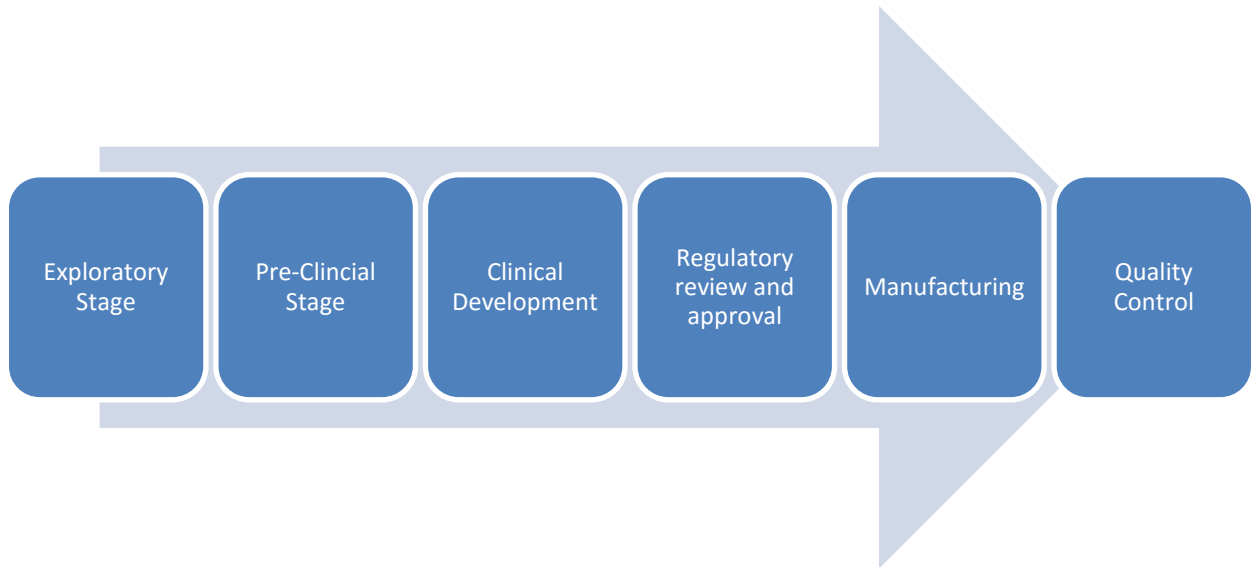 Exploratory
Stage
Pre-Clincial
Stage
Clinical
Development
Regulatory
review and
approval
Manufacturing
Quality
Control